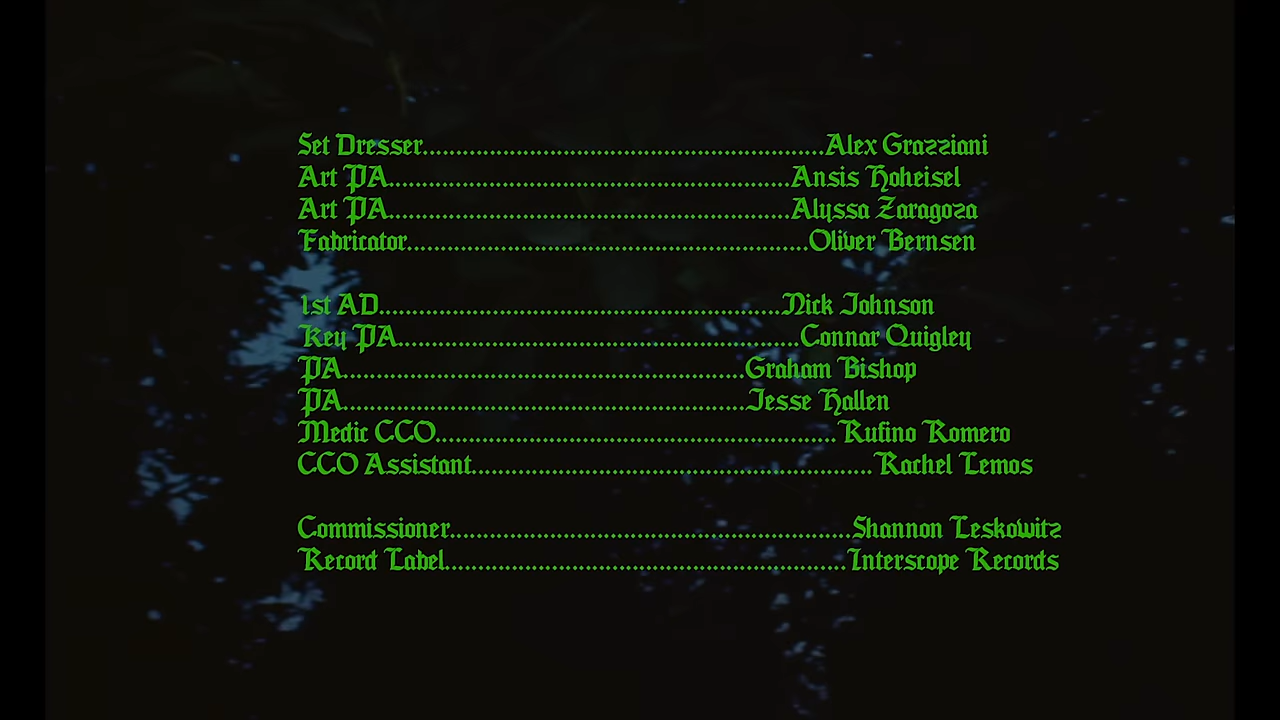 Set Dresser............................................................Alex Grazziani
Art PA............................................................Ansis Hoheisel
Art PA............................................................Alyssa Zaragoza
Fabricator............................................................Oliver Bernsen
1st AD............................................................Nick Johnson
Key PA............................................................Connor Quigley
PA............................................................Graham Bishop
PA............................................................Jesse Hallen
Medic CCO............................................................Rufino Romero
CCO Assistant............................................................Rachel Lemos
Commissioner............................................................Shannon Leskowitz
Record Label............................................................Interscope Records